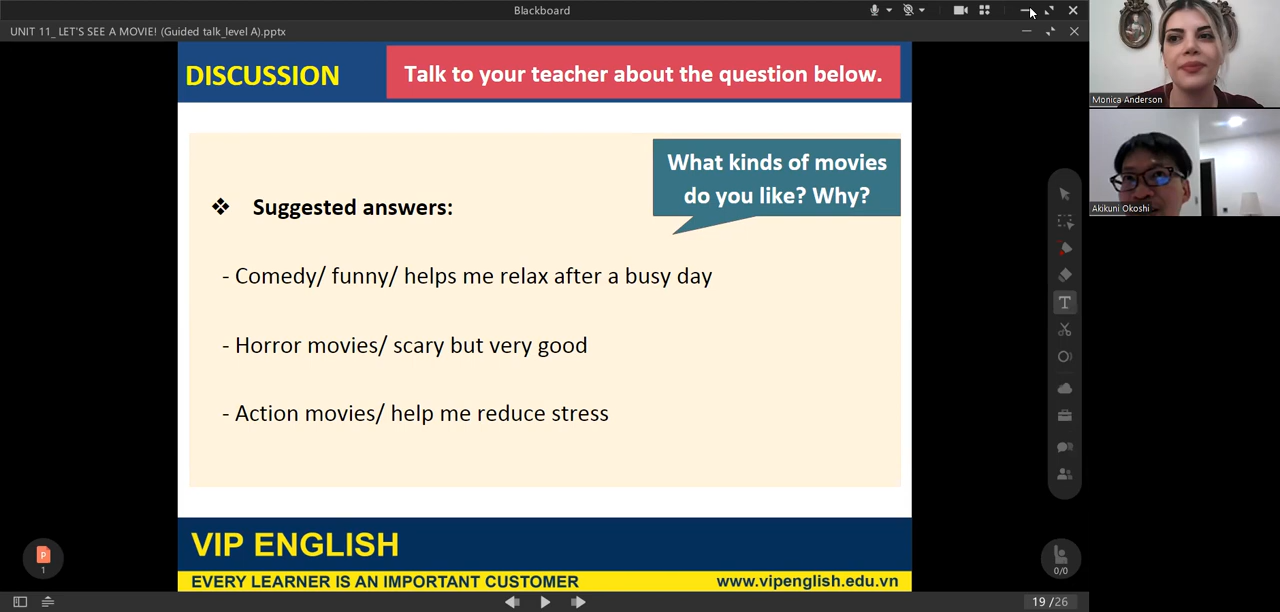 Blackboard
UNIT 11_ LET'S SEE A MOVIE! (Guided talk_level A).pptx
DISCUSSION
Talk to your teacher about the question below.
What kinds of movies
do you like? Why?
❖ Suggested answers:
- Comedy/ funny/ helps me relax after a busy day
- Horror movies/ scary but very good
- Action movies/ help me reduce stress
VIP ENGLISH
EVERY LEARNER IS AN IMPORTANT CUSTOMER
www.vipenglish.edu.vn
Monica Anderson
Akikuni Okoshi
T
P
1
0/0
19 /26